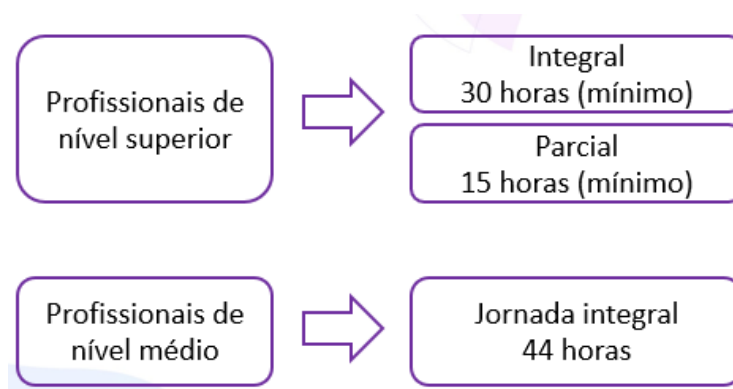 Profissionais de
nível superior
Integral
30 horas (mínimo)
Parcial
15 horas (mínimo)
Profissionais de
nível médio
Jornada integral
44 horas